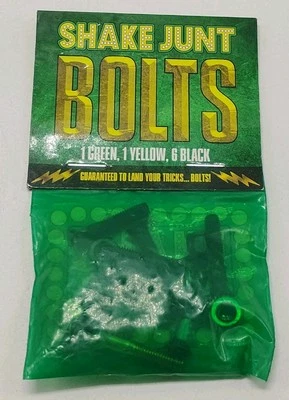 SHAKE JUNT
BOLTS
1 GREEN, 1 YELLOW, 6 BLACK
GUARANTEED TO LAND YOUR TRICKS... BOLTS!